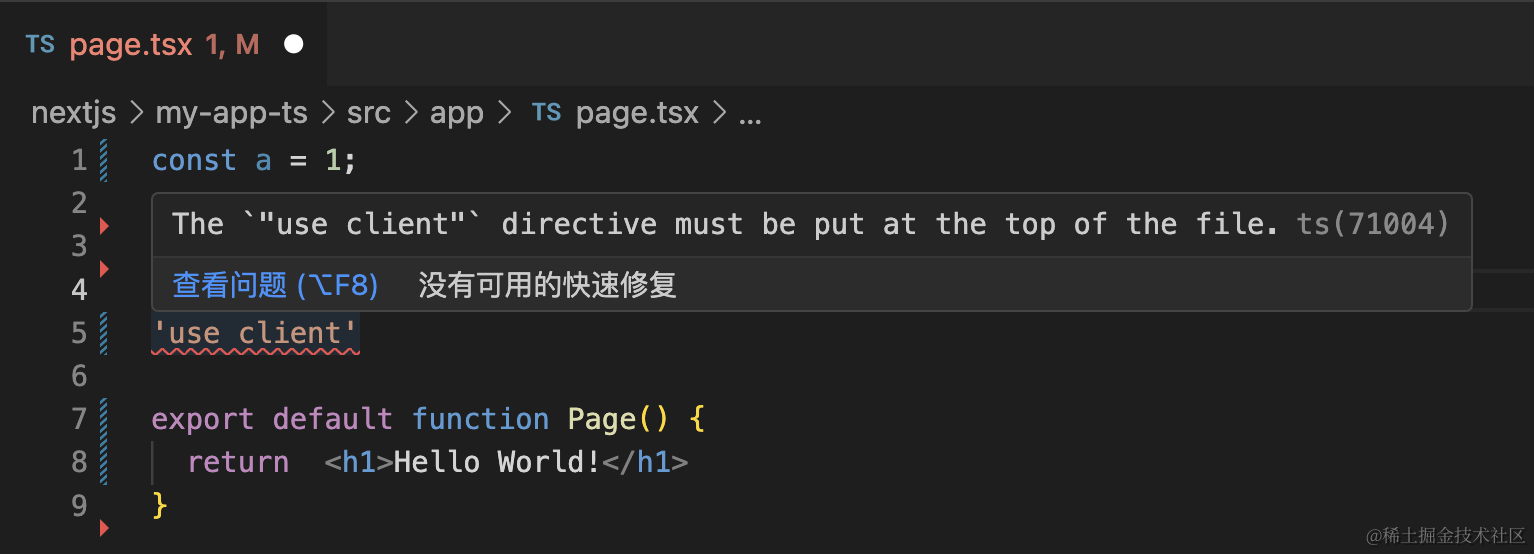 TS page.tsx 1, M
nextjs > my-app-ts > src > app > TS page.tsx > ...
1 const a = 1;
2
The `"use client"` directive must be put at the top of the file. ts(71004)
3
查看问题 (⌥F8) 没有可用的快速修复
4
5 'use client'
6
7 export default function Page() {
8 return <h1>Hello World!</h1>
9 }
@稀土掘金技术社区